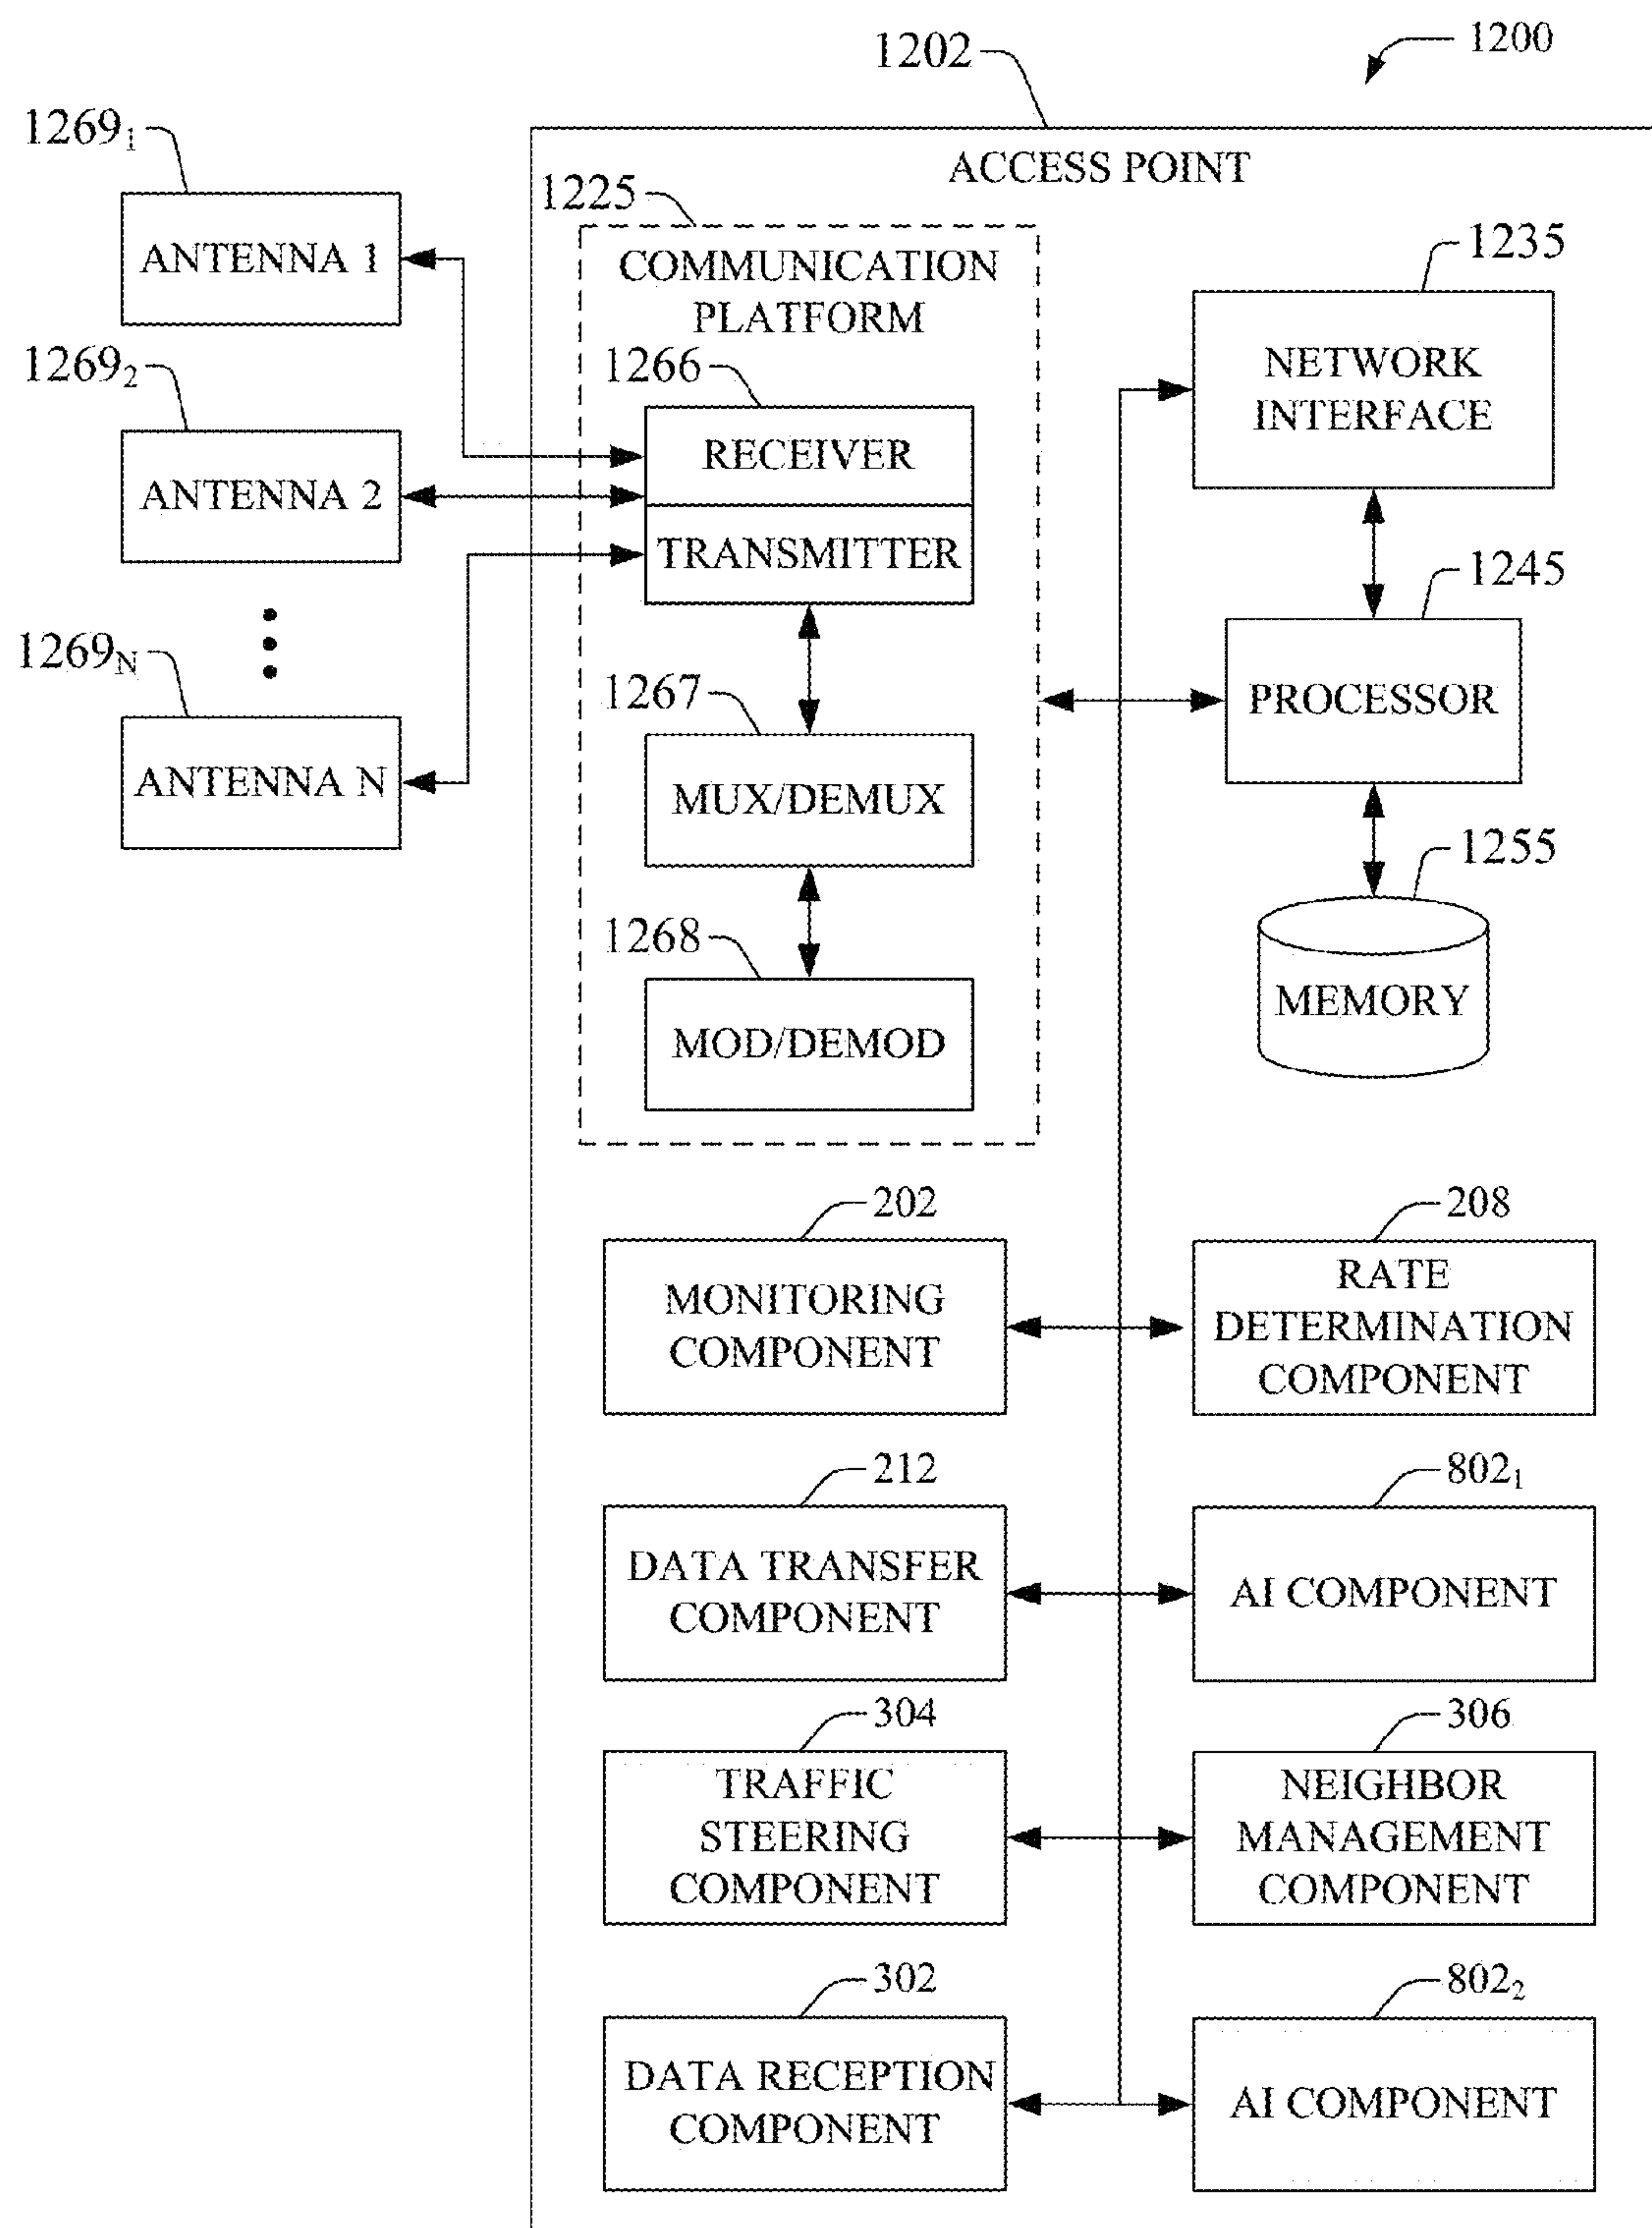 1200
1202
ACCESS POINT
1269₁
ANTENNA 1
1269₂
ANTENNA 2
1269N
ANTENNA N
1225
COMMUNICATION
PLATFORM
1266
RECEIVER
TRANSMITTER
1267
MUX/DEMUX
1268
MOD/DEMOD
1235
NETWORK
INTERFACE
1245
PROCESSOR
1255
MEMORY
202
MONITORING
COMPONENT
208
RATE
DETERMINATION
COMPONENT
212
DATA TRANSFER
COMPONENT
802₁
AI COMPONENT
304
TRAFFIC
STEERING
COMPONENT
306
NEIGHBOR
MANAGEMENT
COMPONENT
302
DATA RECEPTION
COMPONENT
802₂
AI COMPONENT